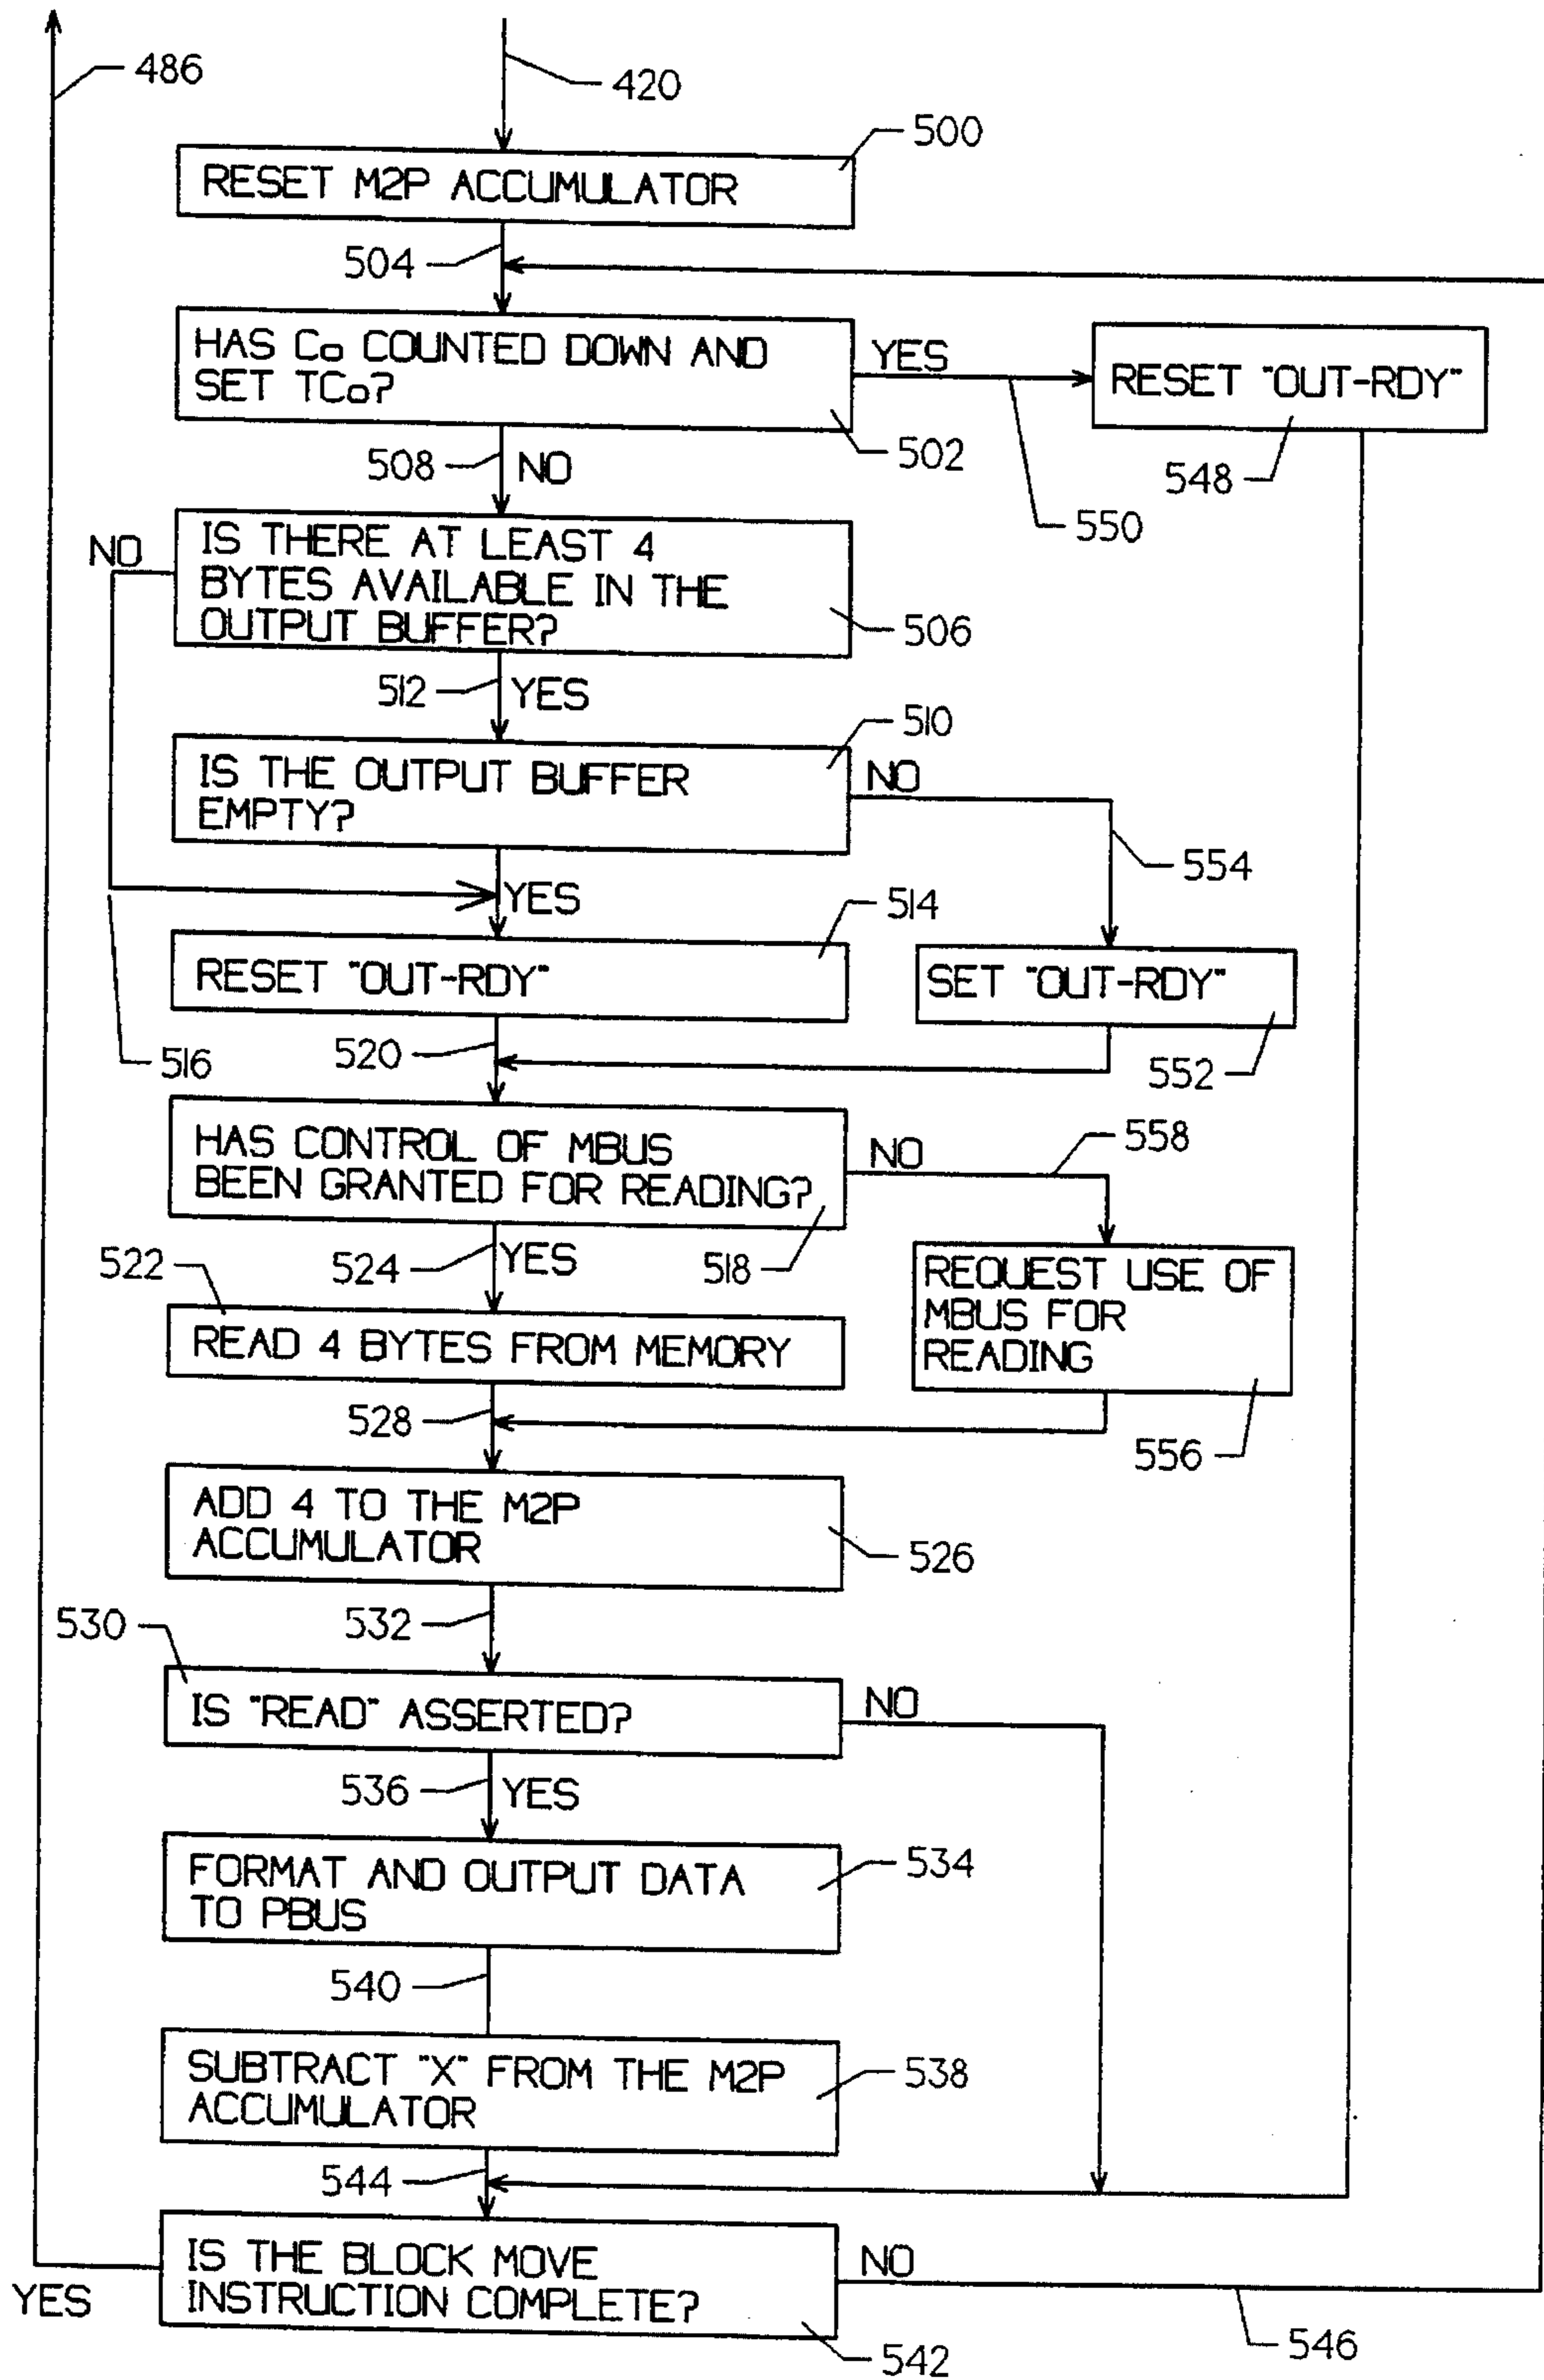 486
420
500
RESET M2P ACCUMULATOR
504
HAS Co COUNTED DOWN AND
SET TCo?
YES
RESET "OUT-RDY"
502
508
NO
548
550
NO
IS THERE AT LEAST 4
BYTES AVAILABLE IN THE
OUTPUT BUFFER?
506
512
YES
510
IS THE OUTPUT BUFFER
EMPTY?
NO
554
YES
514
RESET "OUT-RDY"
SET "OUT-RDY"
516
520
552
HAS CONTROL OF MBUS
BEEN GRANTED FOR READING?
NO
558
522
524
YES
518
REQUEST USE OF
MBUS FOR
READING
READ 4 BYTES FROM MEMORY
528
556
ADD 4 TO THE M2P
ACCUMULATOR
526
530
532
IS "READ" ASSERTED?
NO
536
YES
FORMAT AND OUTPUT DATA
TO PBUS
534
540
SUBTRACT "X" FROM THE M2P
ACCUMULATOR
538
544
IS THE BLOCK MOVE
INSTRUCTION COMPLETE?
NO
YES
542
546